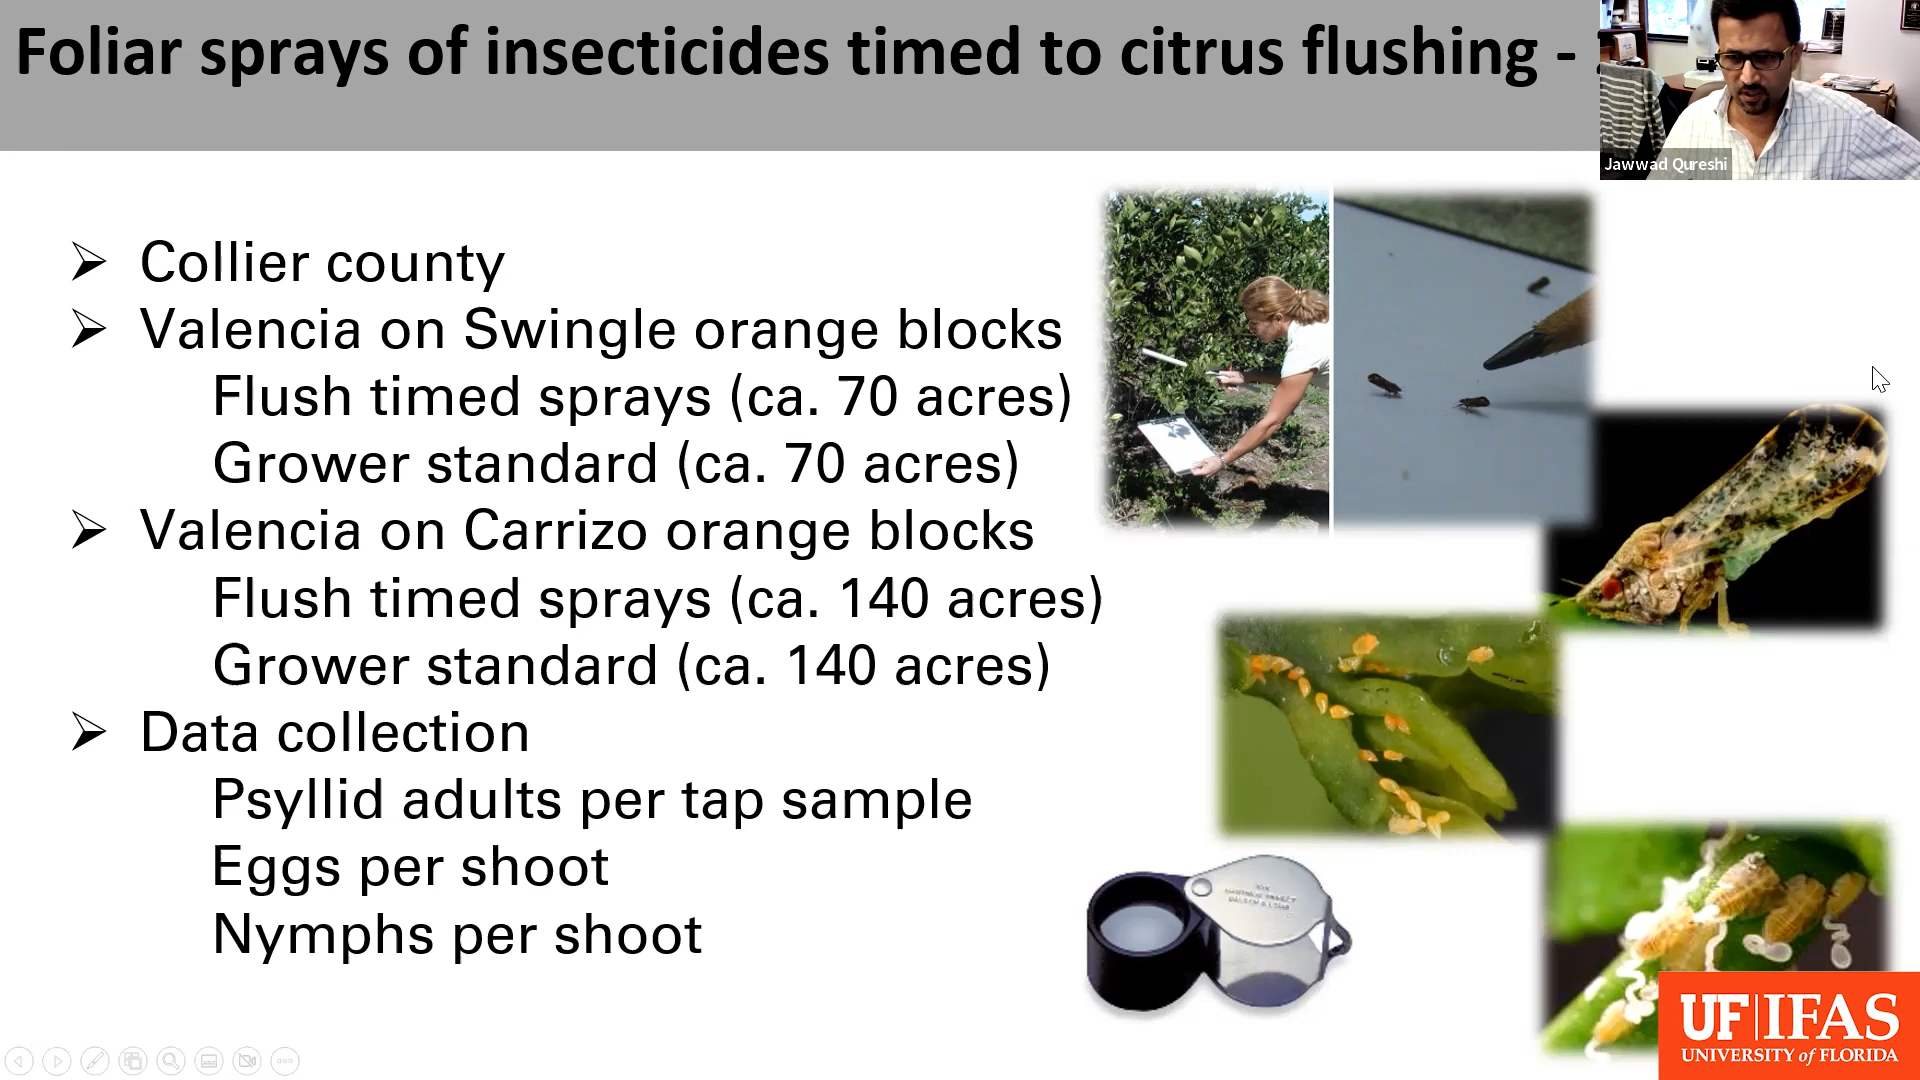 Foliar sprays of insecticides timed to citrus flushing -
Jawwad Qureshi
➢ Collier county
➢ Valencia on Swingle orange blocks
Flush timed sprays (ca. 70 acres)
Grower standard (ca. 70 acres)
➢ Valencia on Carrizo orange blocks
Flush timed sprays (ca. 140 acres)
Grower standard (ca. 140 acres)
➢ Data collection
Psyllid adults per tap sample
Eggs per shoot
Nymphs per shoot
UF|IFAS
UNIVERSITY of FLORIDA